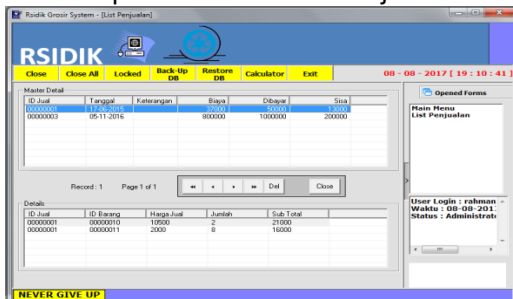 Rsidik Grosir System - [List Penjualan]
RSIDIK
Close Close All Locked Back-Up DB Restore DB Calculator Exit 08 - 08 - 2017 [ 19 : 10 : 41 ]
Master Detail
ID Jual Tanggal Keterangan Biaya Dibayar Sisa
00000001 17-06-2015 37000 50000 13000
00000003 05-11-2016 800000 1000000 200000
Record : 1 Page 1 of 1 Del Close
Details
ID Jual ID Barang Harga Jual Jumlah Sub Total
00000001 00000010 10500 2 21000
00000001 00000011 2000 8 16000
Opened Forms
Main Menu
List Penjualan
User Login : rahman
Waktu : 08-08-201
Status : Administrat
NEVER GIVE UP